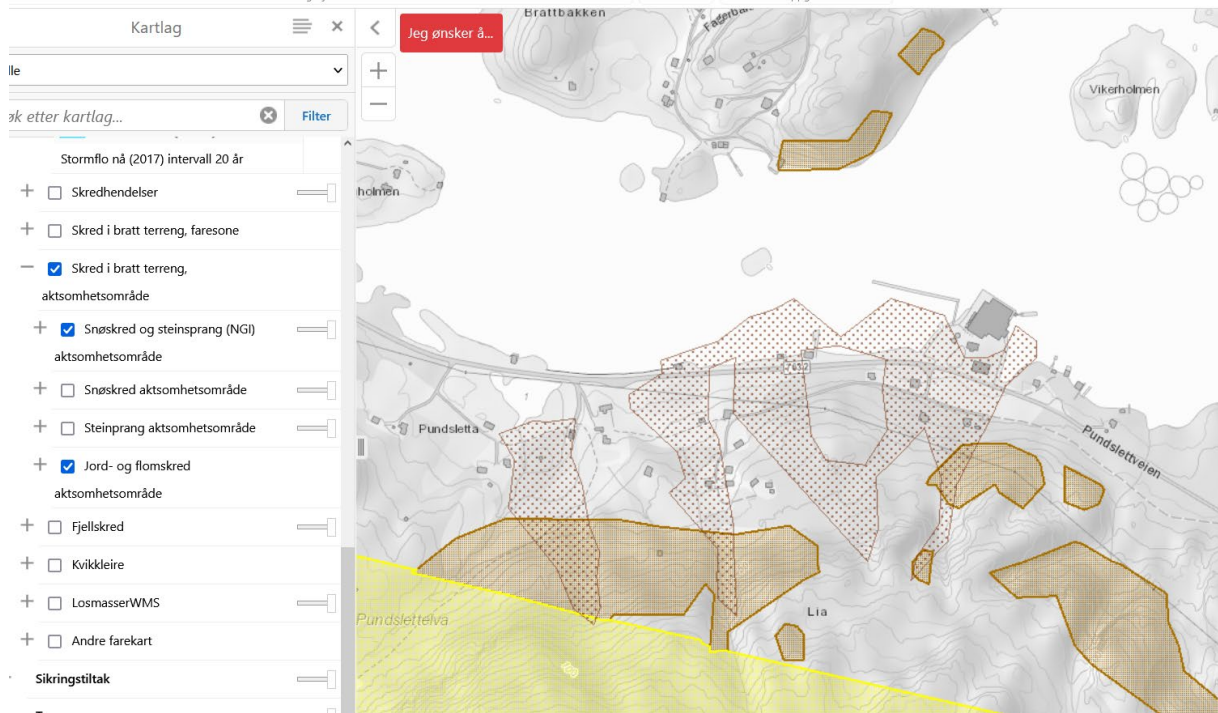 Kartlag
Jeg ønsker å...
lle
øk etter kartlag...
Filter
Stormflo nå (2017) intervall 20 år
Skredhendelser
Skred i bratt terreng, faresone
Skred i bratt terreng,
aktsomhetsområde
Snøskred og steinsprang (NGI)
aktsomhetsområde
Snøskred aktsomhetsområde
Steinprang aktsomhetsområde
Jord- og flomskred
aktsomhetsområde
Fjellskred
Kvikkleire
LosmasserWMS
Andre farekart
Sikringstiltak
Brattbakken
Vikerholmen
holmen
Pundsletta
Pundslettveien
Lia
Pundslettelva